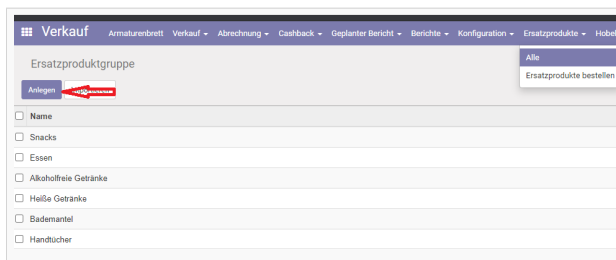 Verkauf Armaturenbrett Verkauf Abrechnung Cashback Geplanter Bericht Berichte Konfiguration Ersatzprodukte Hobel
Ersatzproduktgruppe
Alle
Ersatzprodukte bestellen
Anlegen
Name
Snacks
Essen
Alkoholfreie Getränke
Heiße Getränke
Bademantel
Handtücher